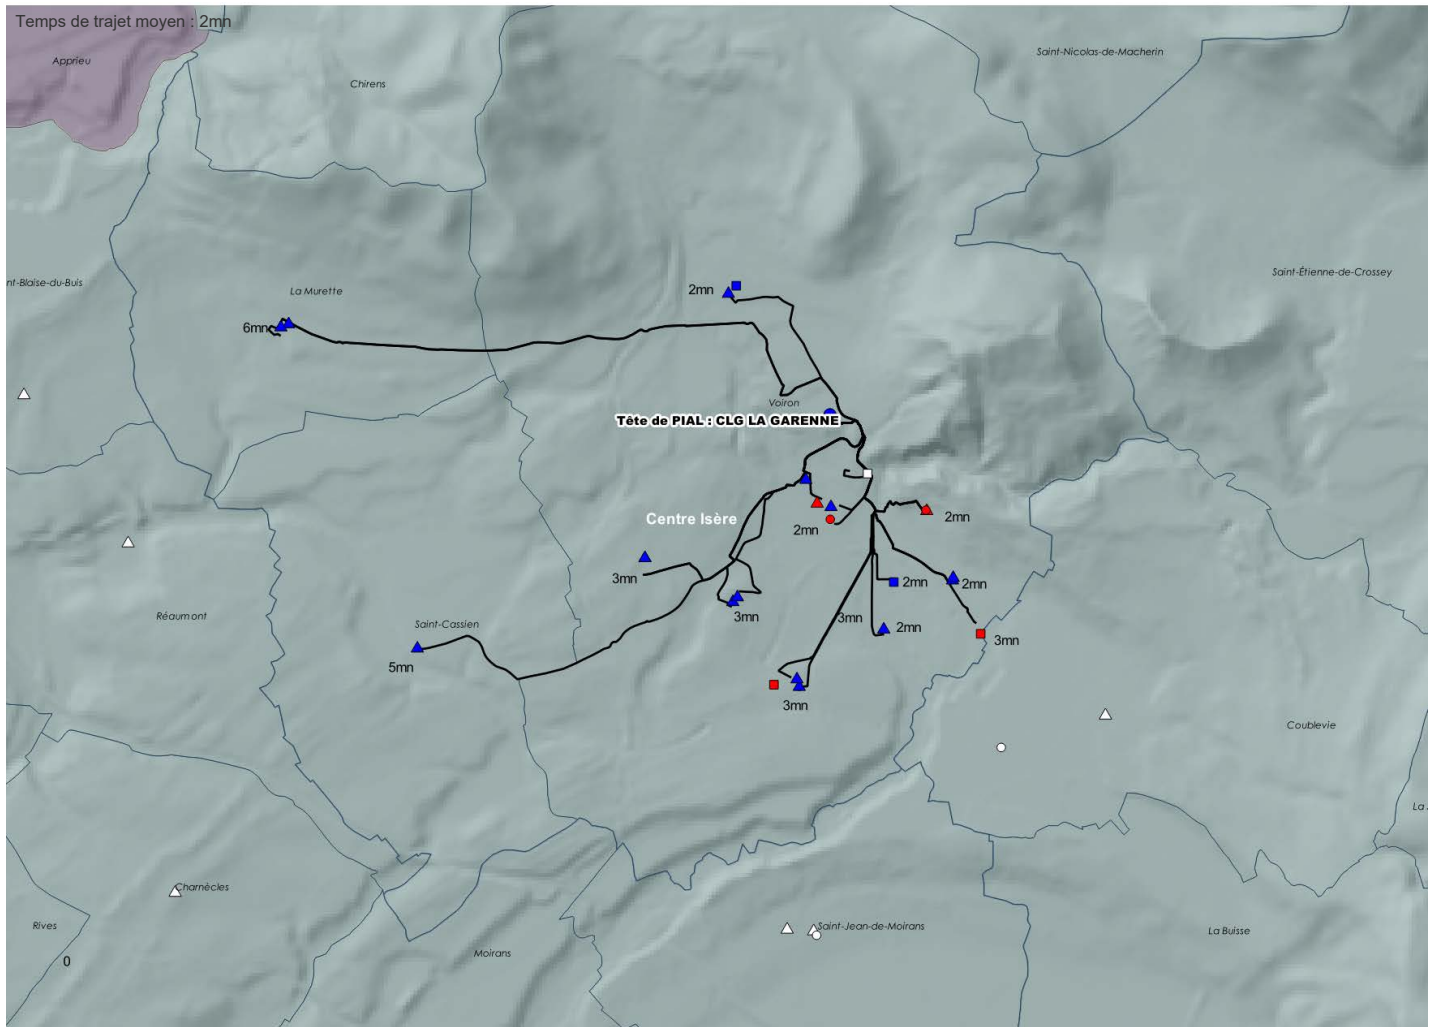 Temps de trajet moyen : 2mn
Saint-Nicolas-de-Macherin
Apprieu
Chirens
Saint-Étienne-de-Crossey
nt-Blaise-du-Buis
La Murette
2mn
6mn
Voiron
Tête de PIAL : CLG LA GARENNE
Centre Isère
2mn
2mn
3mn
2mn
2mn
Réaumont
3mn
3mn
Saint-Cassien
2mn
3mn
5mn
3mn
Coublevie
La
Charnècles
Rives
Saint-Jean-de-Moirans
La Buisse
Moirans
0